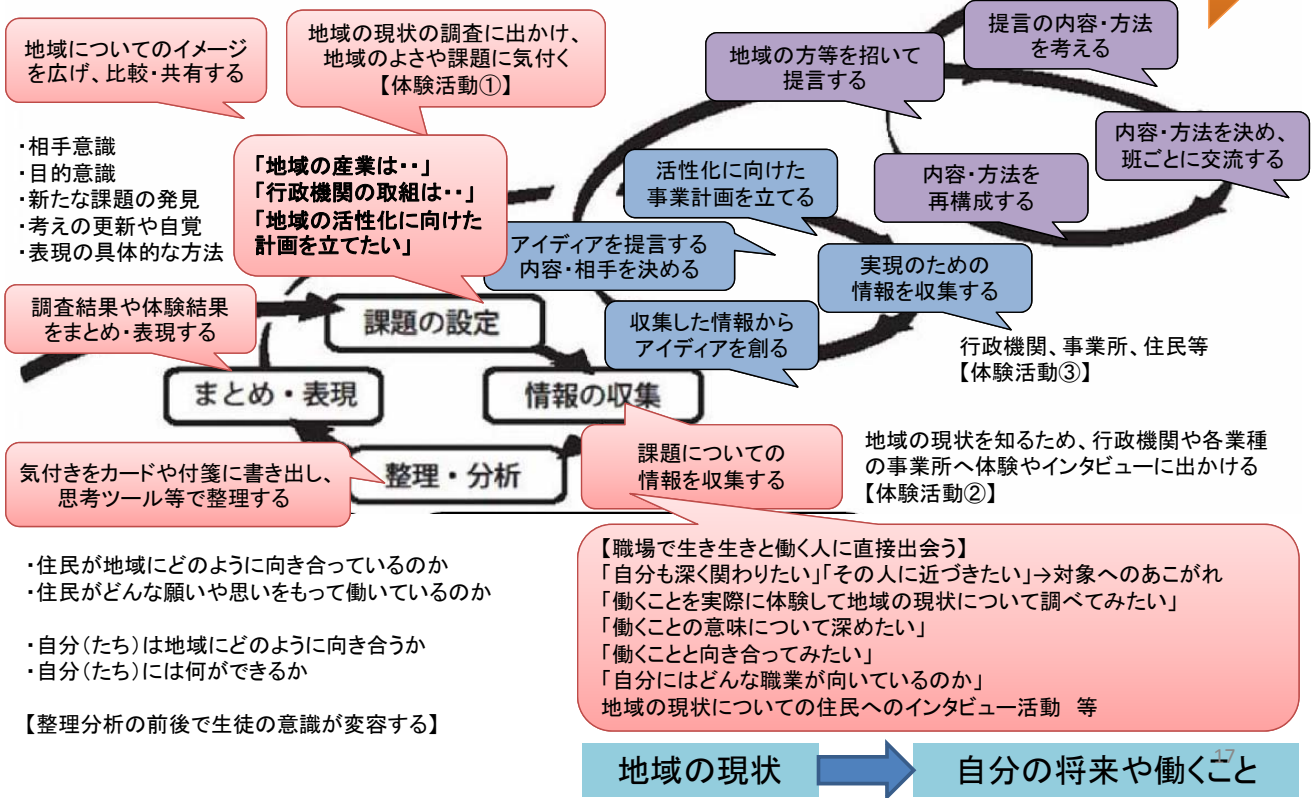 地域についてのイメージ
を広げ、比較・共有する
地域の現状の調査に出かけ、
地域のよさや課題に気付く
【体験活動①】
地域の方等を招いて
提言する
提言の内容・方法
を考える
内容・方法を決め、
班ごとに交流する
内容・方法を
再構成する
・相手意識
・目的意識
・新たな課題の発見
・考えの更新や自覚
・表現の具体的な方法
「地域の産業は・・」
「行政機関の取組は・・」
「地域の活性化に向けた
計画を立てたい」
活性化に向けた
事業計画を立てる
アイディアを提言する
内容・相手を決める
実現のための
情報を収集する
収集した情報から
アイディアを創る
行政機関、事業所、住民等
【体験活動③】
調査結果や体験結果
をまとめ・表現する
課題の設定
まとめ・表現
情報の収集
整理・分析
気付きをカードや付箋に書き出し、
思考ツール等で整理する
課題についての
情報を収集する
地域の現状を知るため、行政機関や各業種
の事業所へ体験やインタビューに出かける
【体験活動②】
・住民が地域にどのように向き合っているのか
・住民がどんな願いや思いをもって働いているのか
・自分(たち)は地域にどのように向き合うか
・自分(たち)には何ができるか
【整理分析の前後で生徒の意識が変容する】
【職場で生き生きと働く人に直接出会う】
「自分も深く関わりたい」「その人に近づきたい」→対象へのあこがれ
「働くことを実際に体験して地域の現状について調べてみたい」
「働くことの意味について深めたい」
「働くことと向き合ってみたい」
「自分にはどんな職業が向いているのか」
地域の現状についての住民へのインタビュー活動 等
地域の現状
自分の将来や働くこと
17